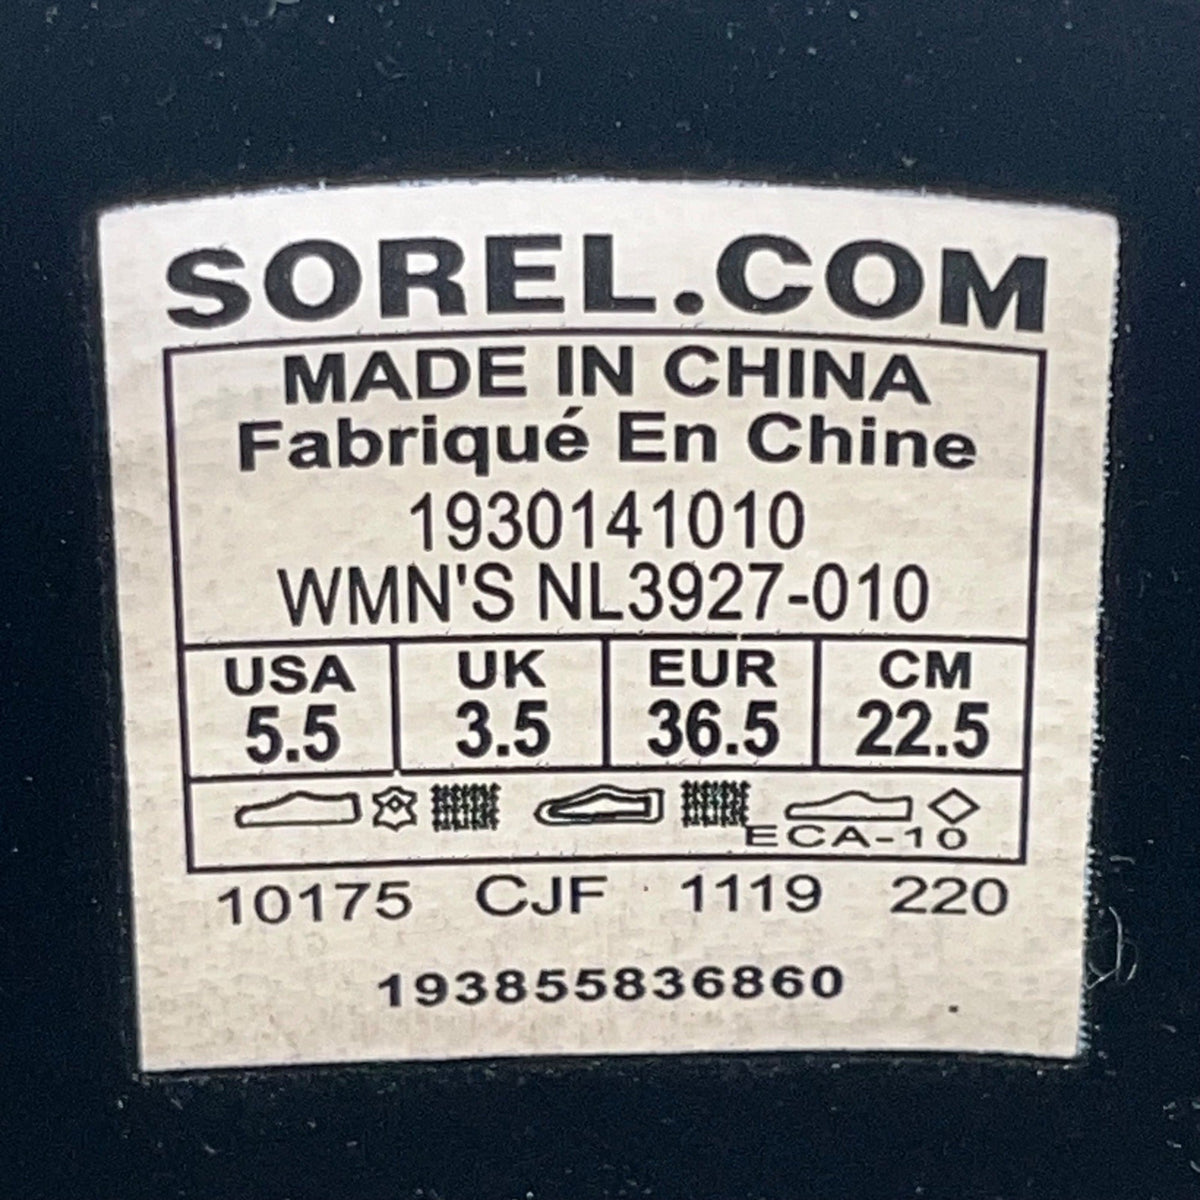 SOREL.COM
MADE IN CHINA
Fabriqué En Chine
1930141010
WMN'S NL3927-010
USA UK EUR CM
5.5 3.5 36.5 22.5
ECA-10
10175 CJF 1119 220
193855836860